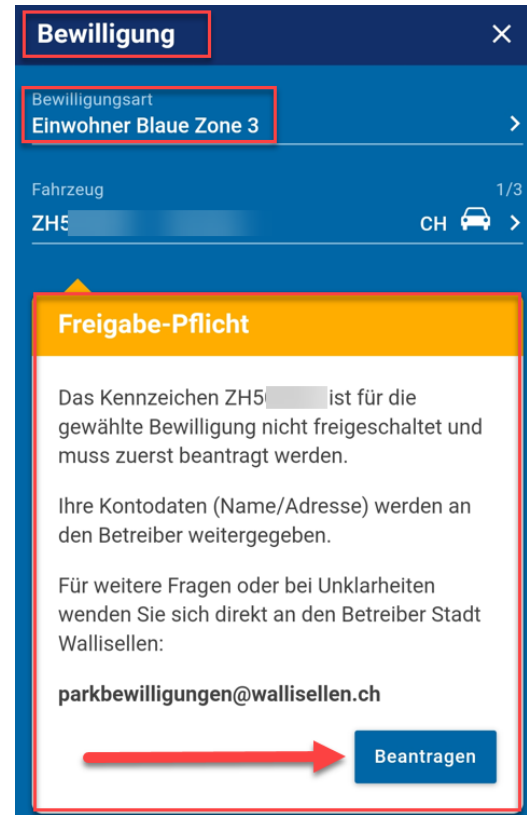 Bewilligung
Bewilligungsart
Einwohner Blaue Zone 3
Fahrzeug 1/3
ZH5 CH
Freigabe-Pflicht
Das Kennzeichen ZH5 ist für die
gewählte Bewilligung nicht freigeschaltet und
muss zuerst beantragt werden.
Ihre Kontodaten (Name/Adresse) werden an
den Betreiber weitergegeben.
Für weitere Fragen oder bei Unklarheiten
wenden Sie sich direkt an den Betreiber Stadt
Wallisellen:
parkbewilligungen@wallisellen.ch
Beantragen